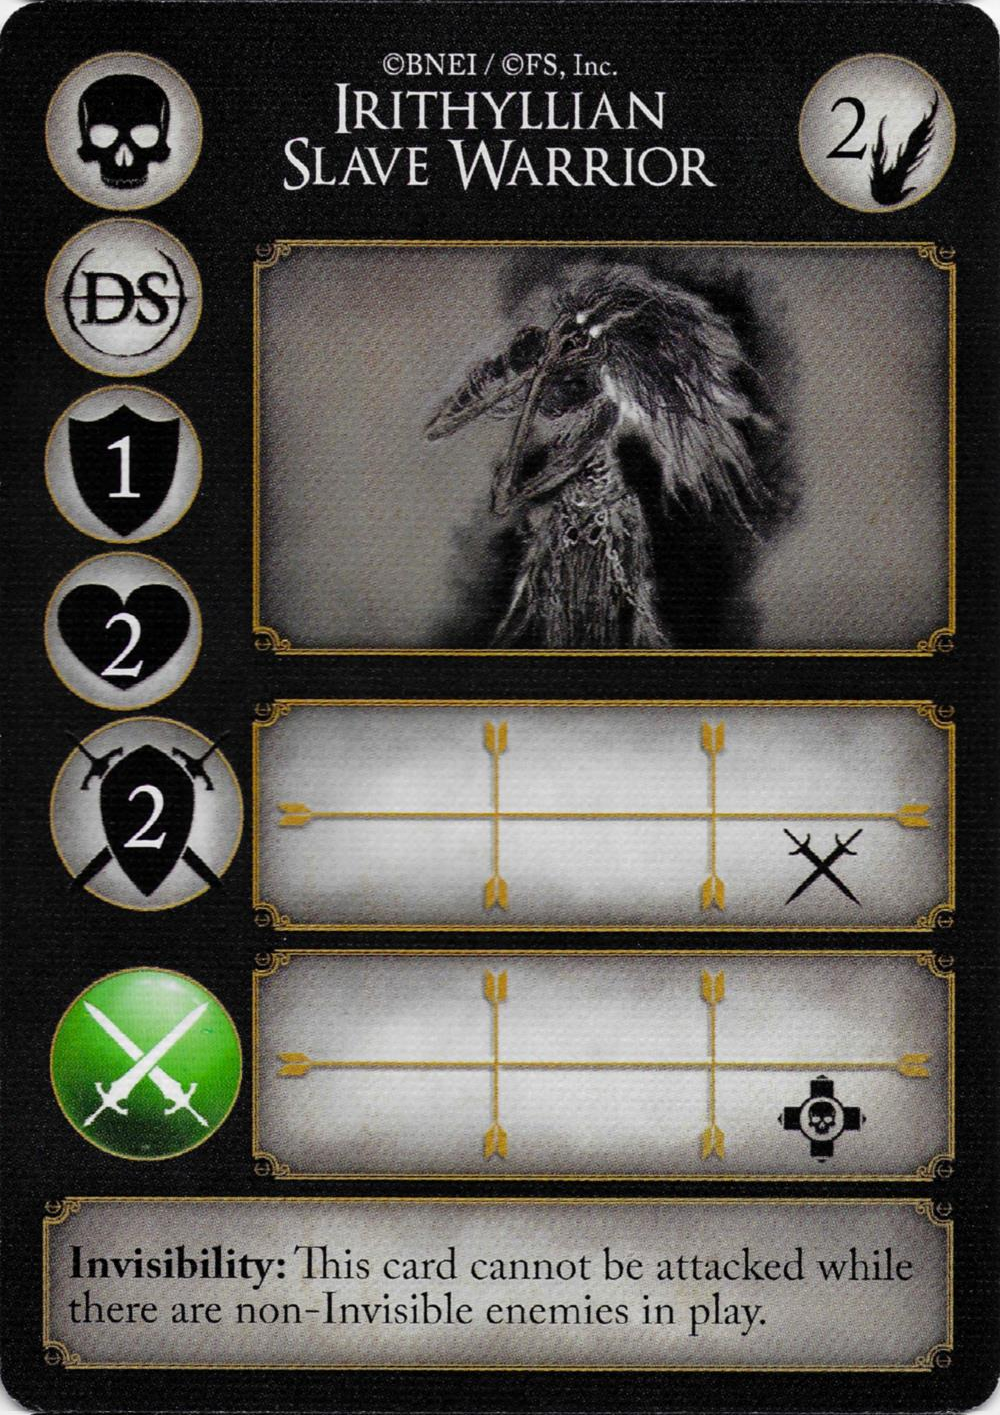 ©BNEI / ©FS, Inc.
IRITHYLLIAN
SLAVE WARRIOR
2
DS
1
2
2
Invisibility: This card cannot be attacked while
there are non-Invisible enemies in play.